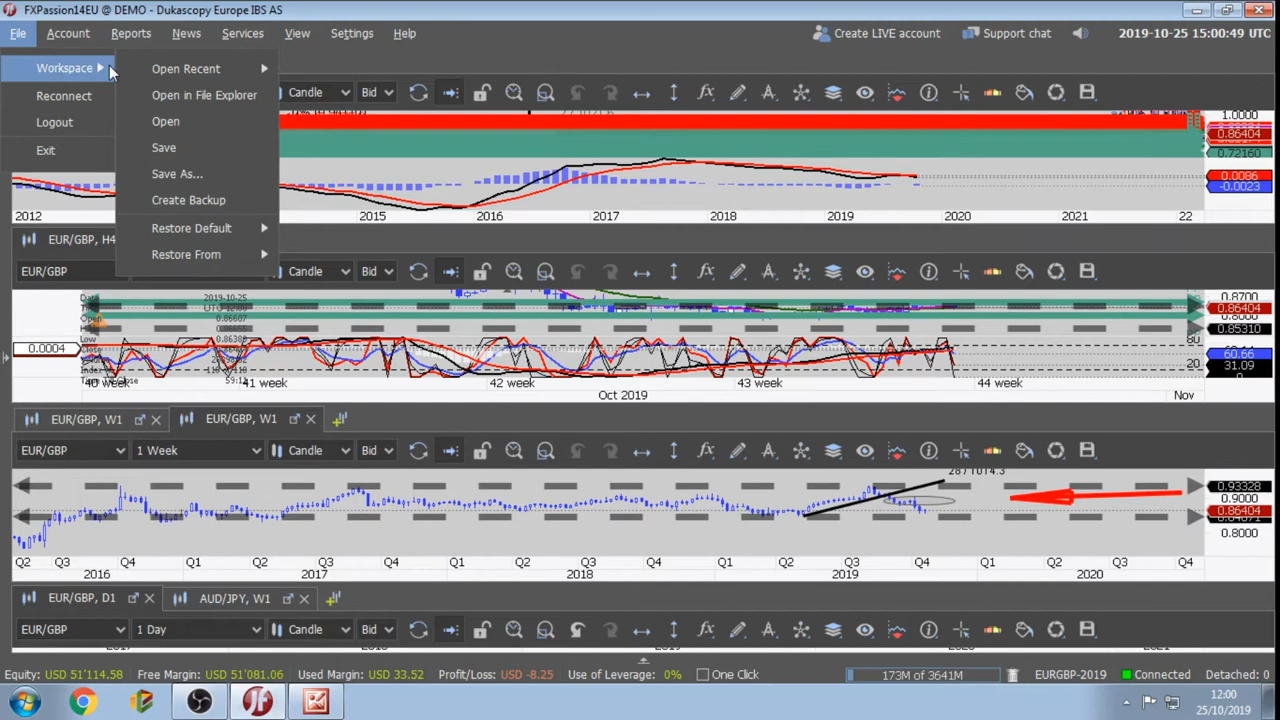 FXPassion14EU @ DEMO - Dukascopy Europe IBS AS
File Account Reports News Services View Settings Help
Create LIVE account Support chat 2019-10-25 15:00:49 UTC
Workspace
Reconnect
Logout
Exit
Open Recent
Open in File Explorer
Open
Save
Save As...
Create Backup
Restore Default
Restore From
Candle Bid
1.0000
0.86404
0.72160
0.0086
-0.0023
2012 2015 2016 2017 2018 2019 2020 2021 22
EUR/GBP, H4
EUR/GBP Candle Bid
2019-10-25
0.8700
0.86404
0.85310
80
0.0004
60.66
20
31.09
41 week 42 week 43 week 44 week
Oct 2019 Nov
EUR/GBP, W1 EUR/GBP, W1
EUR/GBP 1 Week Candle Bid
0.93328
0.9000
0.86404
0.8000
Q2 Q3 Q4 Q1 Q2 Q3 Q4 Q1 Q2 Q3 Q4 Q1 Q2 Q3 Q4 Q1 Q2 Q3 Q4
2016 2017 2018 2019 2020
EUR/GBP, D1 AUD/JPY, W1
EUR/GBP 1 Day Candle Bid
Equity: USD 51'114.58 Free Margin: USD 51'081.06 Used Margin: USD 33.52 Profit/Loss: USD -8.25 Use of Leverage: 0% One Click 173M of 3641M EURGBP-2019 Connected Detached: 0
12:00
25/10/2019